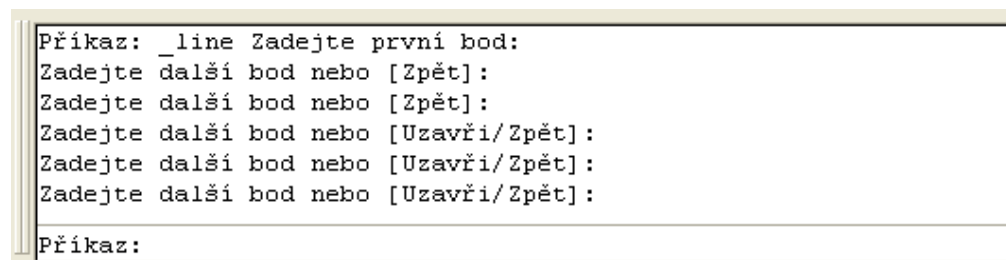 Příkaz: _line Zadejte první bod:
Zadejte další bod nebo [Zpět]:
Zadejte další bod nebo [Zpět]:
Zadejte další bod nebo [Uzavři/Zpět]:
Zadejte další bod nebo [Uzavři/Zpět]:
Zadejte další bod nebo [Uzavři/Zpět]:
Příkaz: